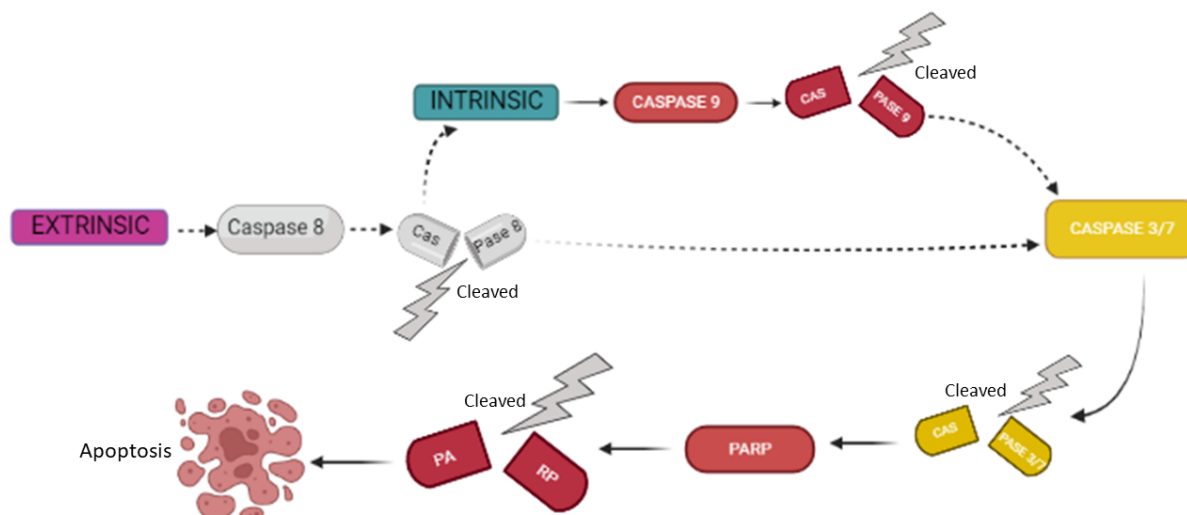 INTRINSIC
CASPASE 9
CAS
PASE 9
Cleaved
EXTRINSIC
Caspase 8
Cas
Pase 8
Cleaved
CASPASE 3/7
Cleaved
CAS
PASE 3/7
PARP
Cleaved
PA
RP
Apoptosis